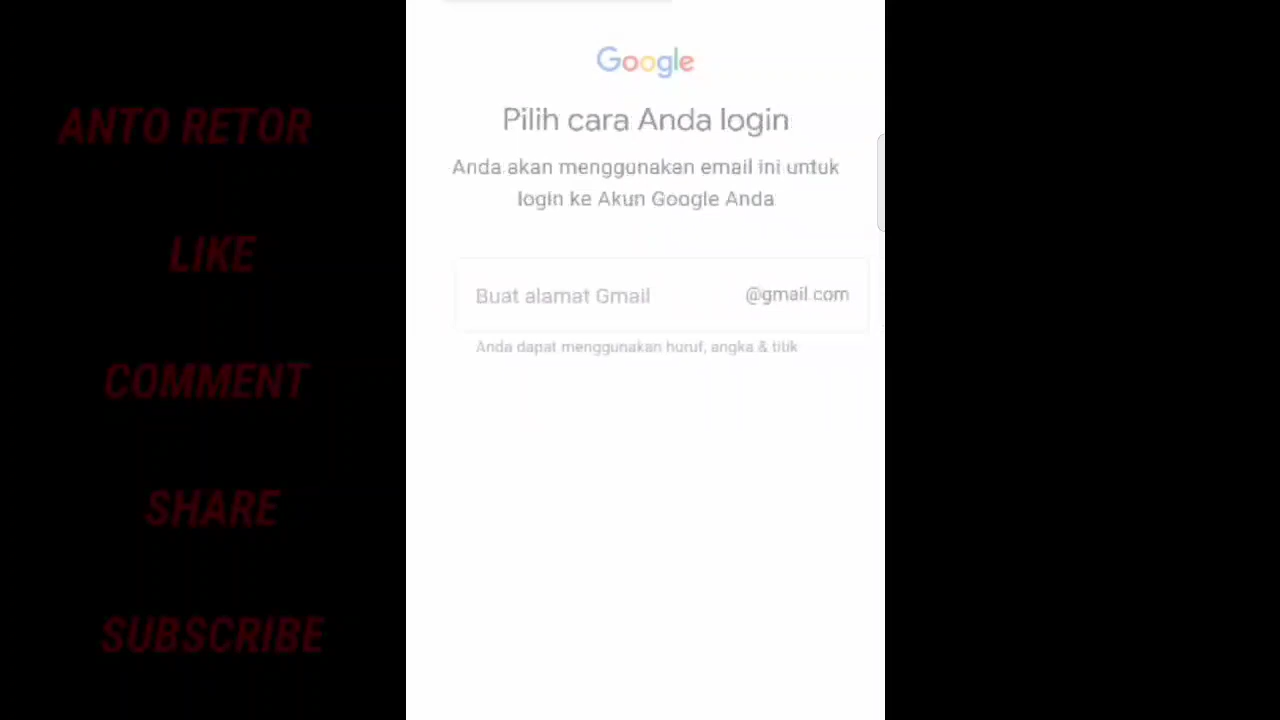 ANTO RETOR
LIKE
COMMENT
SHARE
SUBSCRIBE
Google
Pilih cara Anda login
Anda akan menggunakan email ini untuk
login ke Akun Google Anda
Buat alamat Gmail @gmail.com
Anda dapat menggunakan huruf, angka & titik